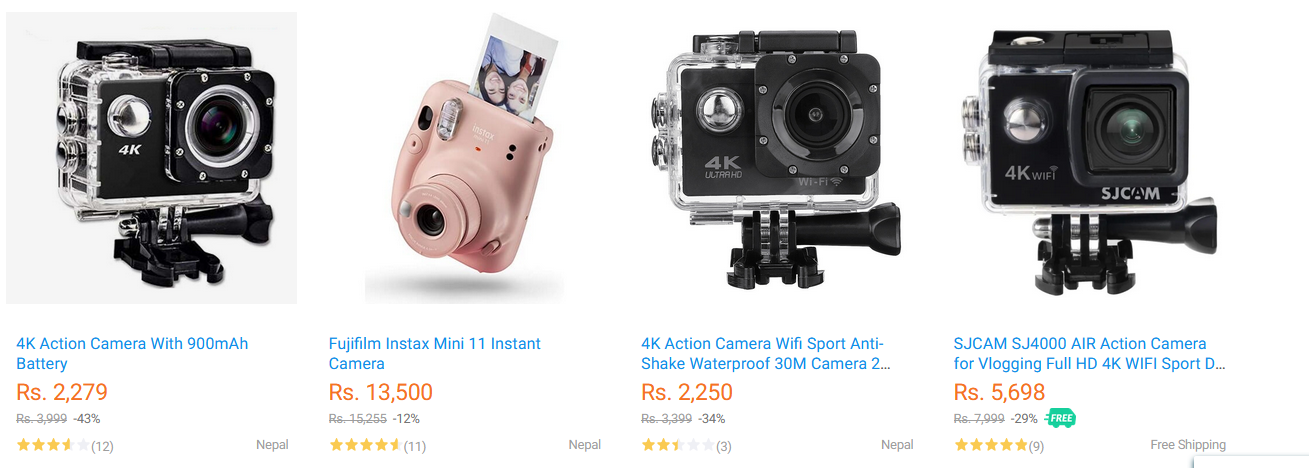 4K
instax
4K
ULTRA HD
Wi-Fi
4K WIFI
SJCAM
4K Action Camera With 900mAh
Battery
Rs. 2,279
Rs. 3,999 -43%
(12) Nepal
Fujifilm Instax Mini 11 Instant
Camera
Rs. 13,500
Rs. 15,255 -12%
(11) Nepal
4K Action Camera Wifi Sport Anti-
Shake Waterproof 30M Camera 2...
Rs. 2,250
Rs. 3,399 -34%
(3) Nepal
SJCAM SJ4000 AIR Action Camera
for Vlogging Full HD 4K WIFI Sport D...
Rs. 5,698
Rs. 7,999 -29% FREE
(9) Free Shipping